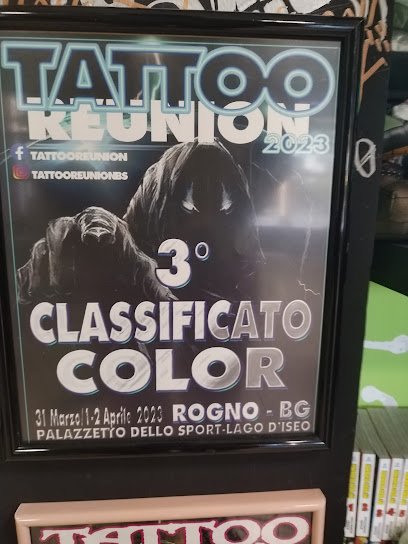 TATTOO
REUNION
2023
TATTOOREUNION
TATTOOREUNIONBS
3°
CLASSIFICATO
COLOR
31 Marzo/1-2 Aprile 2023 ROGNO - BG
PALAZZETTO DELLO SPORT-LAGO D'ISEO
TATTOO